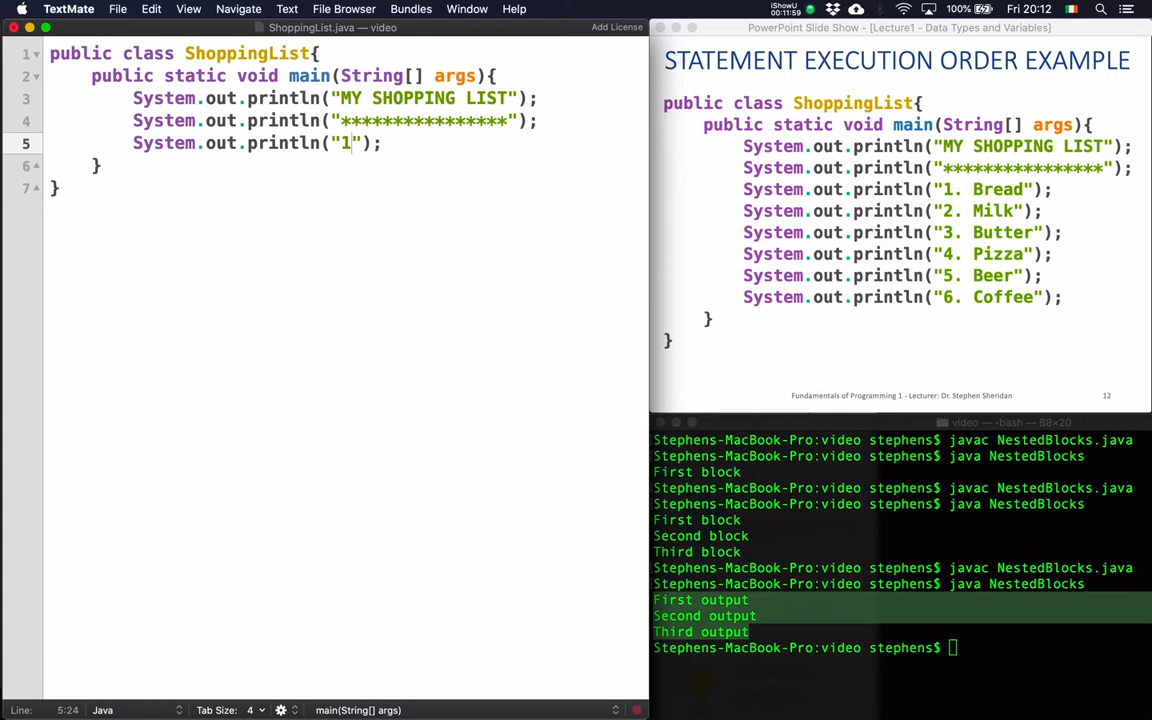 TextMate File Edit View Navigate Text File Browser Bundles Window Help iShowU 00:11:59 100% Fri 20:12
ShoppingList.java — video Add License
1 public class ShoppingList{
2 public static void main(String[] args){
3 System.out.println("MY SHOPPING LIST");
4 System.out.println("****************");
5 System.out.println("1");
6 }
7 }
Line: 5:24 Java Tab Size: 4 main(String[] args)
PowerPoint Slide Show - [Lecture1 - Data Types and Variables]
STATEMENT EXECUTION ORDER EXAMPLE
public class ShoppingList{
public static void main(String[] args){
System.out.println("MY SHOPPING LIST");
System.out.println("****************");
System.out.println("1. Bread");
System.out.println("2. Milk");
System.out.println("3. Butter");
System.out.println("4. Pizza");
System.out.println("5. Beer");
System.out.println("6. Coffee");
}
}
Fundamentals of Programming 1 - Lecturer: Dr. Stephen Sheridan 12
video — -bash — 88×20
Stephens-MacBook-Pro:video stephens$ javac NestedBlocks.java
Stephens-MacBook-Pro:video stephens$ java NestedBlocks
First block
Stephens-MacBook-Pro:video stephens$ javac NestedBlocks.java
Stephens-MacBook-Pro:video stephens$ java NestedBlocks
First block
Second block
Third block
Stephens-MacBook-Pro:video stephens$ javac NestedBlocks.java
Stephens-MacBook-Pro:video stephens$ java NestedBlocks
First output
Second output
Third output
Stephens-MacBook-Pro:video stephens$